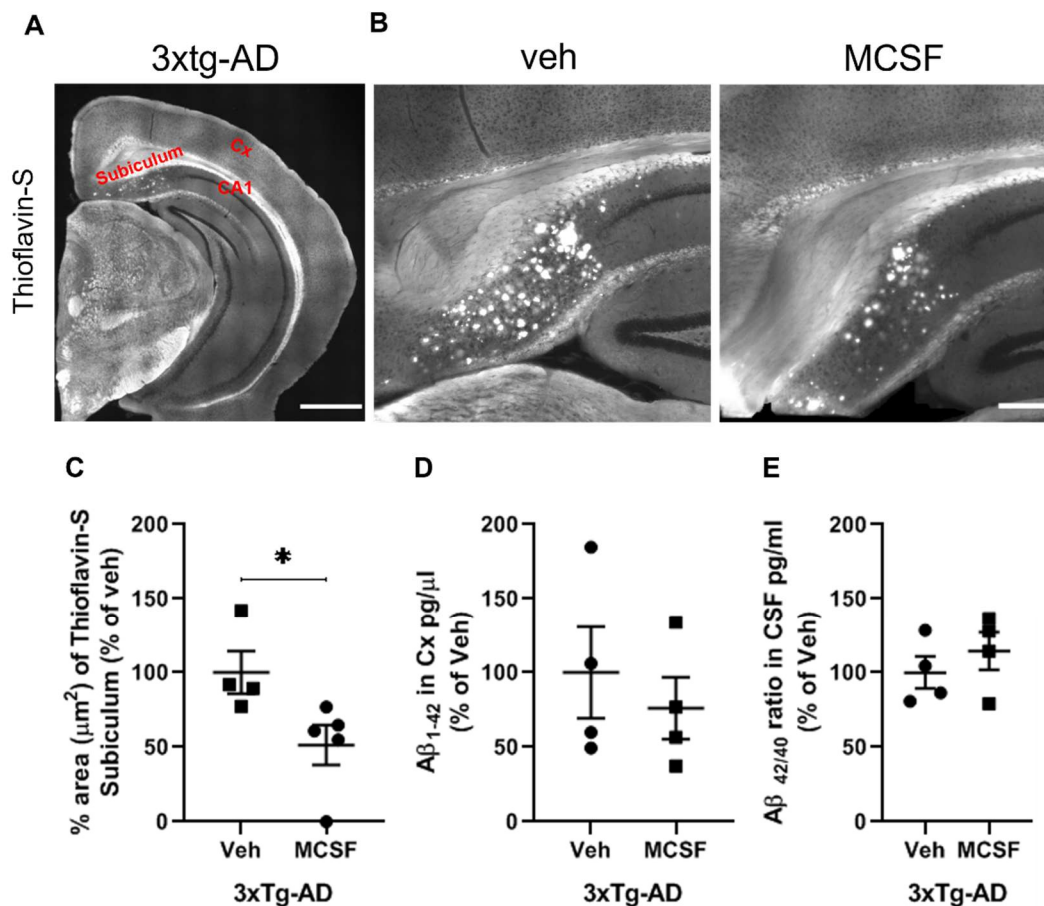 A
B
3xtg-AD
veh
MCSF
Thioflavin-S
Cx
Subiculum
CA1
C
D
E
% area (μm²) of Thioflavin-S
Subiculum (% of veh)
200
150
100
50
0
*
Veh
MCSF
3xTg-AD
Aβ1-42 in Cx pg/μl
(% of Veh)
200
150
100
50
0
Veh
MCSF
3xTg-AD
Aβ 42/40 ratio in CSF pg/ml
(% of Veh)
200
150
100
50
0
Veh
MCSF
3xTg-AD